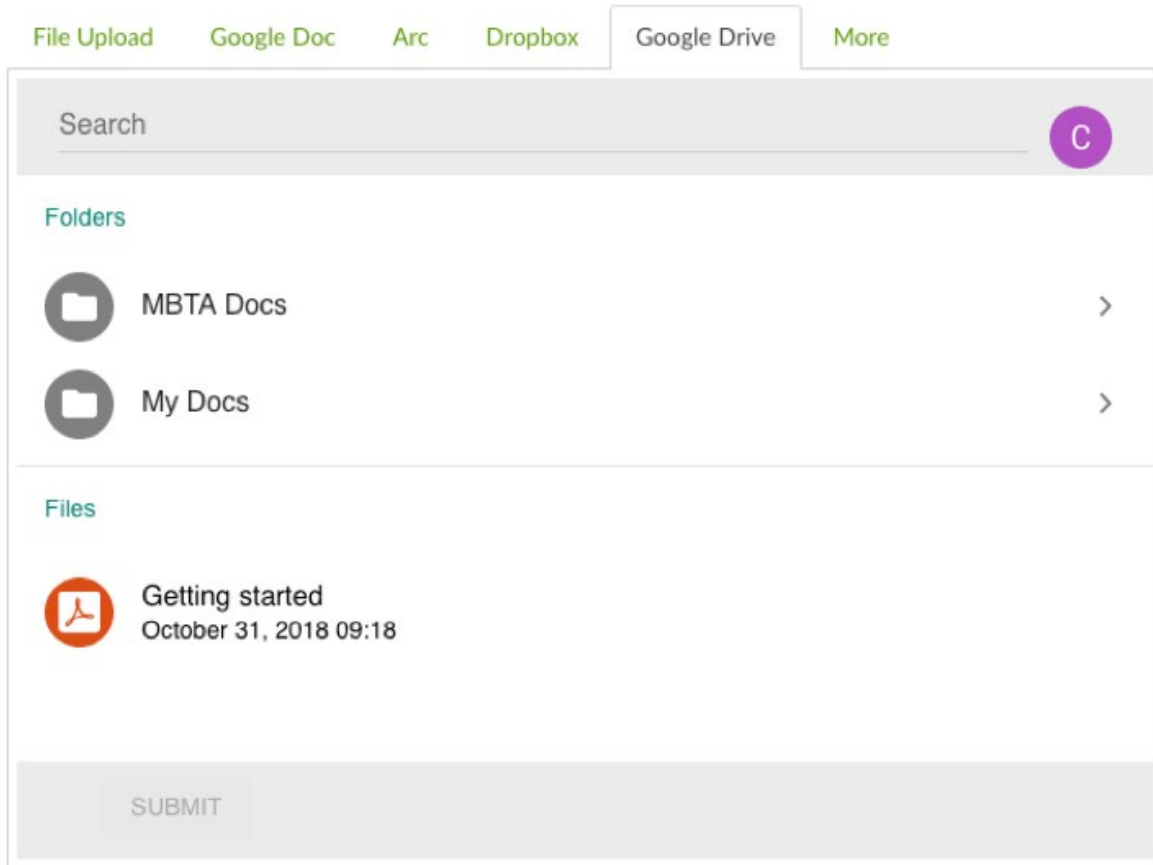 File Upload Google Doc Arc Dropbox Google Drive More
Search C
Folders
MBTA Docs
My Docs
Files
Getting started
October 31, 2018 09:18
SUBMIT